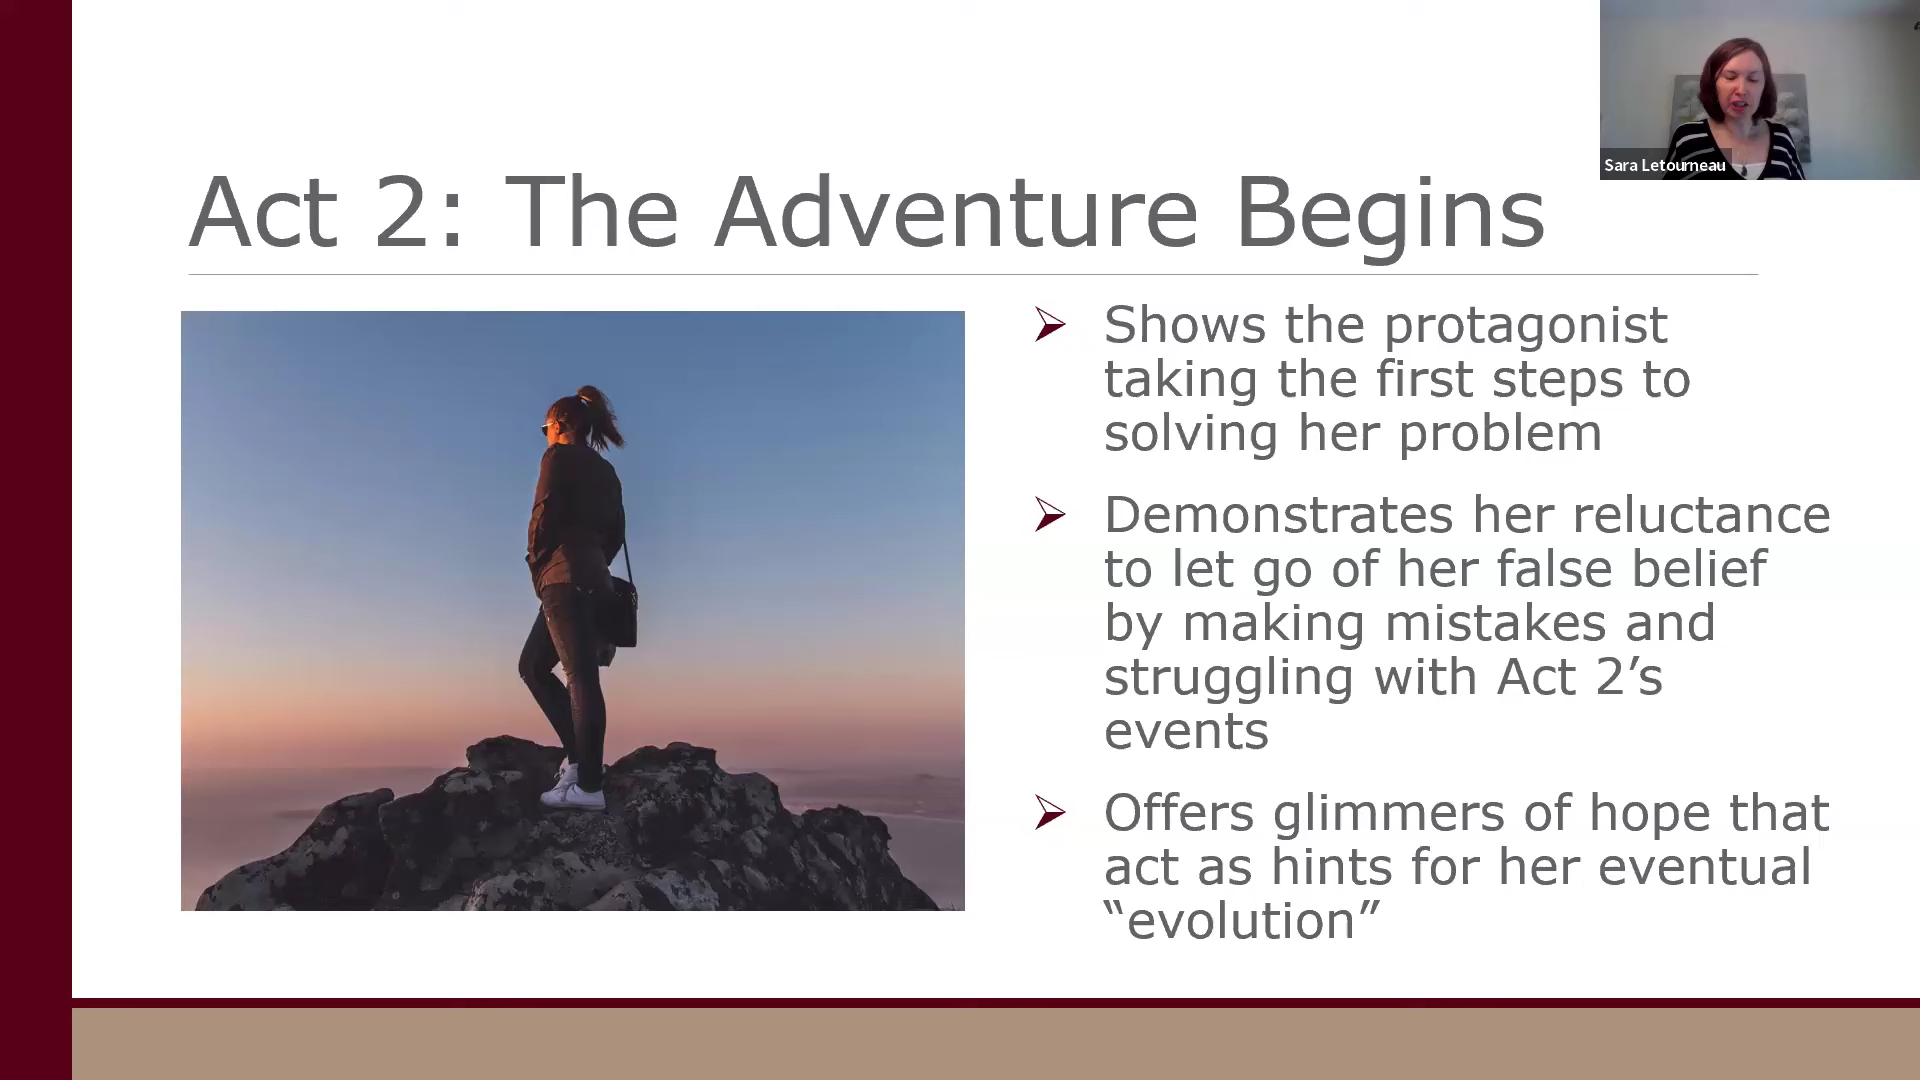 Sara Letourneau
Act 2: The Adventure Begins
Shows the protagonist
taking the first steps to
solving her problem
Demonstrates her reluctance
to let go of her false belief
by making mistakes and
struggling with Act 2’s
events
Offers glimmers of hope that
act as hints for her eventual
“evolution”